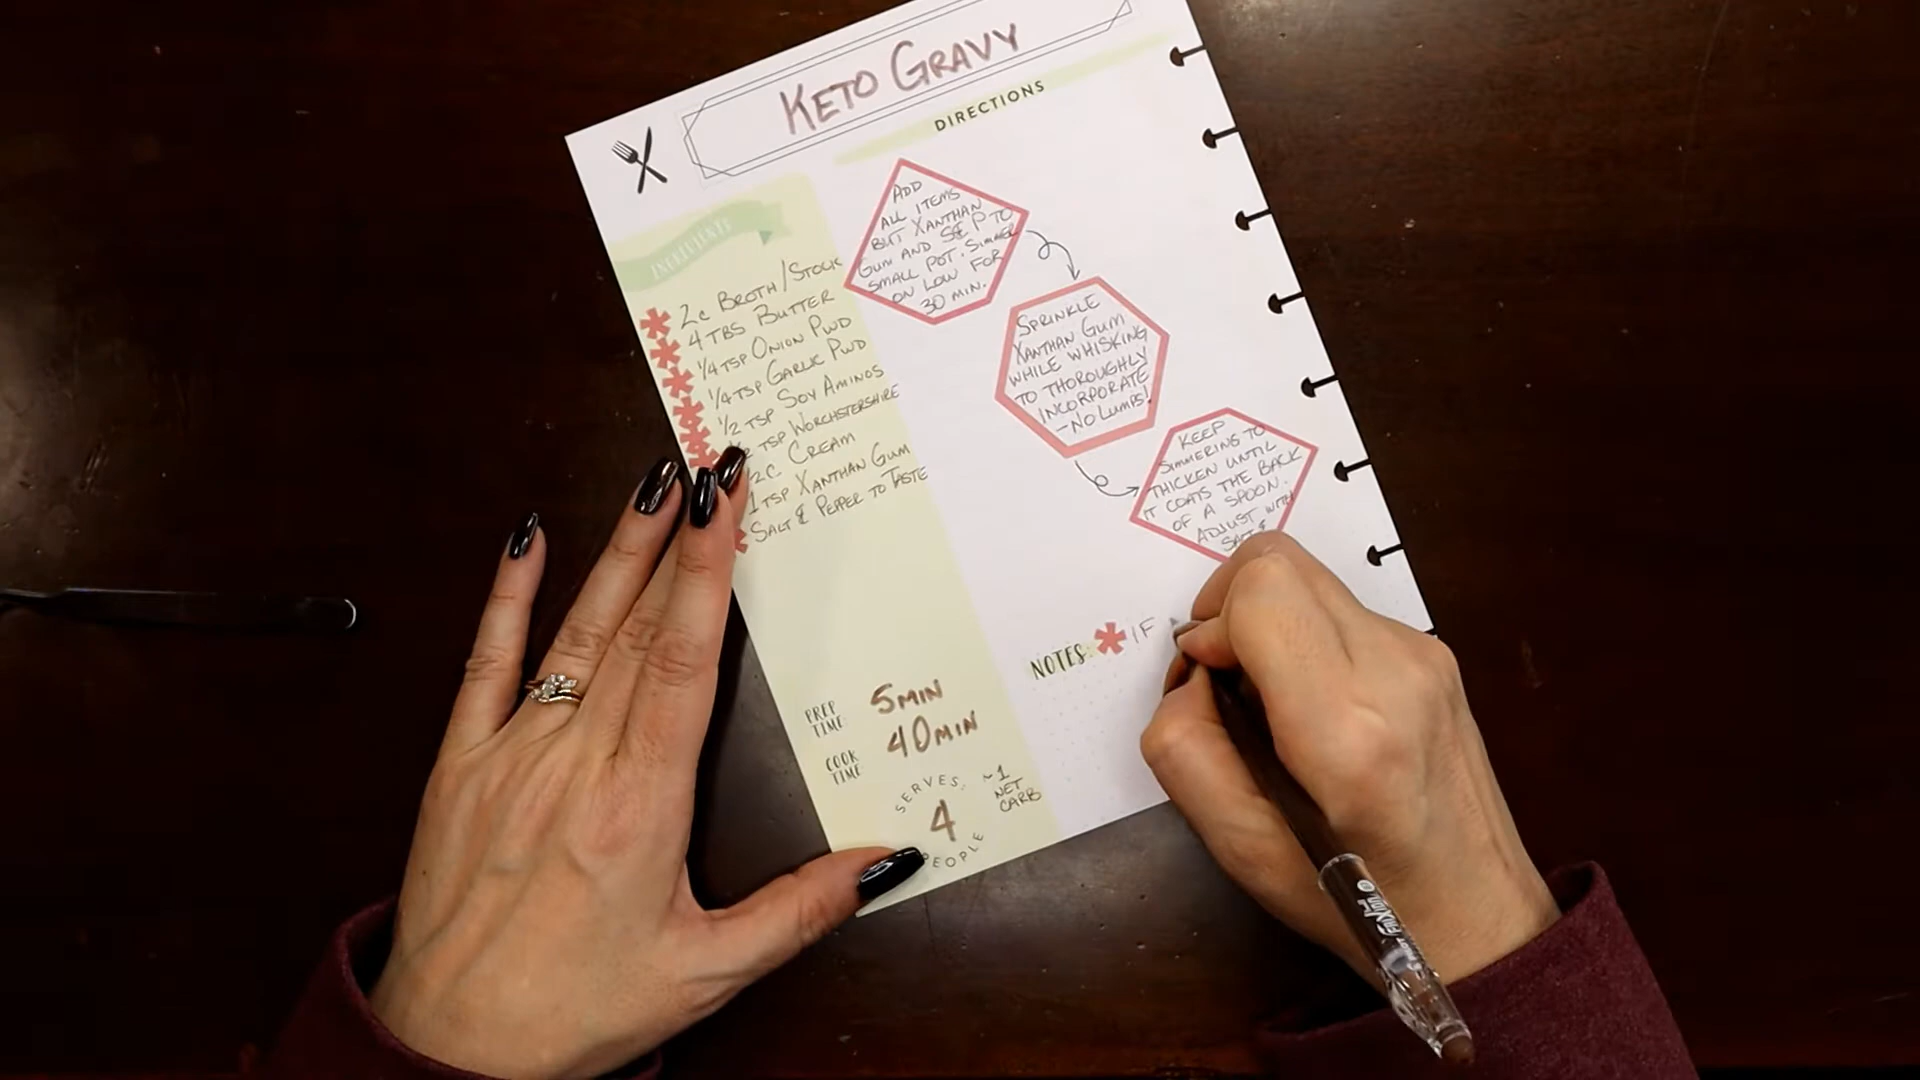 KETO GRAVY
DIRECTIONS
INGREDIENTS
2C BROTH/STOCK
4 TBS BUTTER
1/4 TSP ONION PWD
1/4 TSP GARLIC PWD
1/2 TSP SOY AMINOS
TSP WORCHSTERSHIRE
2C. CREAM
1 TSP XANTHAN GUM
SALT & PEPPER TO TASTE
ADD
ALL ITEMS
BUT XANTHAN
GUM AND S&P TO
SMALL POT. SIMMER
ON LOW FOR
30 MIN.
SPRINKLE
XANTHAN GUM
WHILE WHISKING
TO THOROUGHLY
INCORPORATE
- NO LUMPS!
KEEP
SIMMERING TO
THICKEN UNTIL
IT COATS THE BACK
OF A SPOON.
ADJUST WITH
SALT &
NOTES: * IF
PREP
TIME: 5 MIN
COOK
TIME 40 MIN
SERVES:
4
PEOPLE
~1
NET
CARB
FRIXION